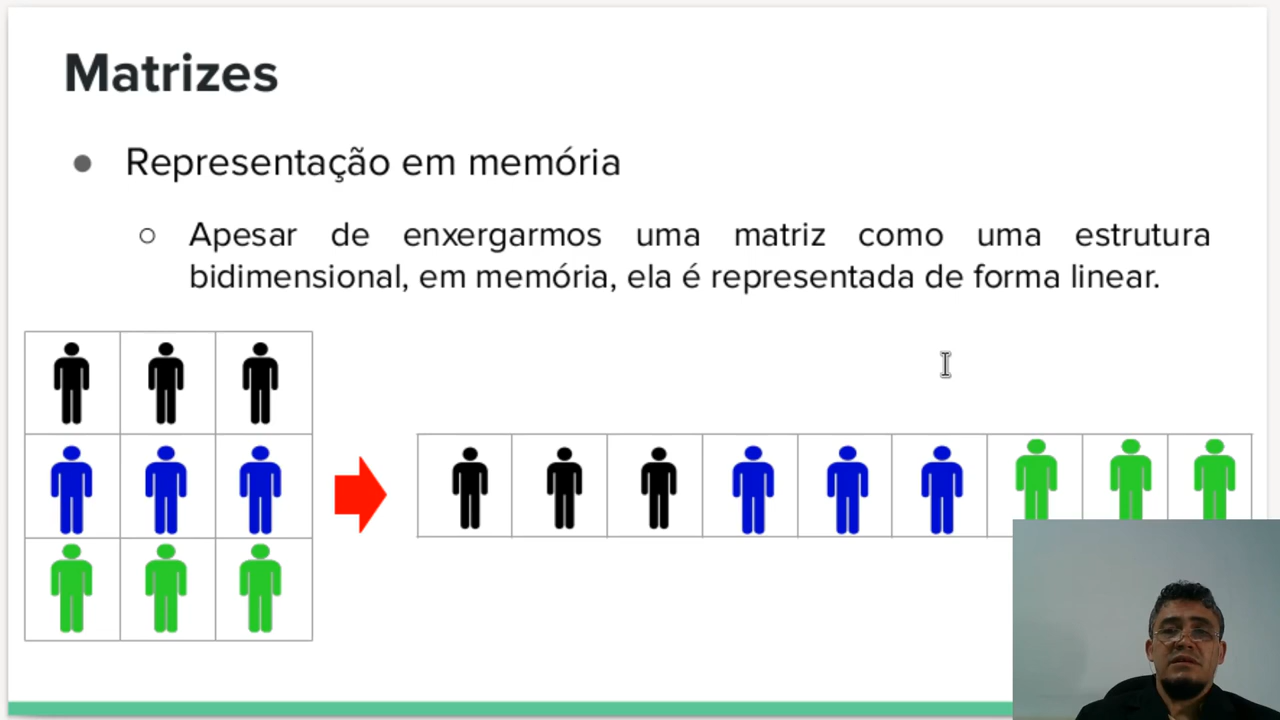 Matrizes
Representação em memória
Apesar de enxergarmos uma matriz como uma estrutura
bidimensional, em memória, ela é representada de forma linear.